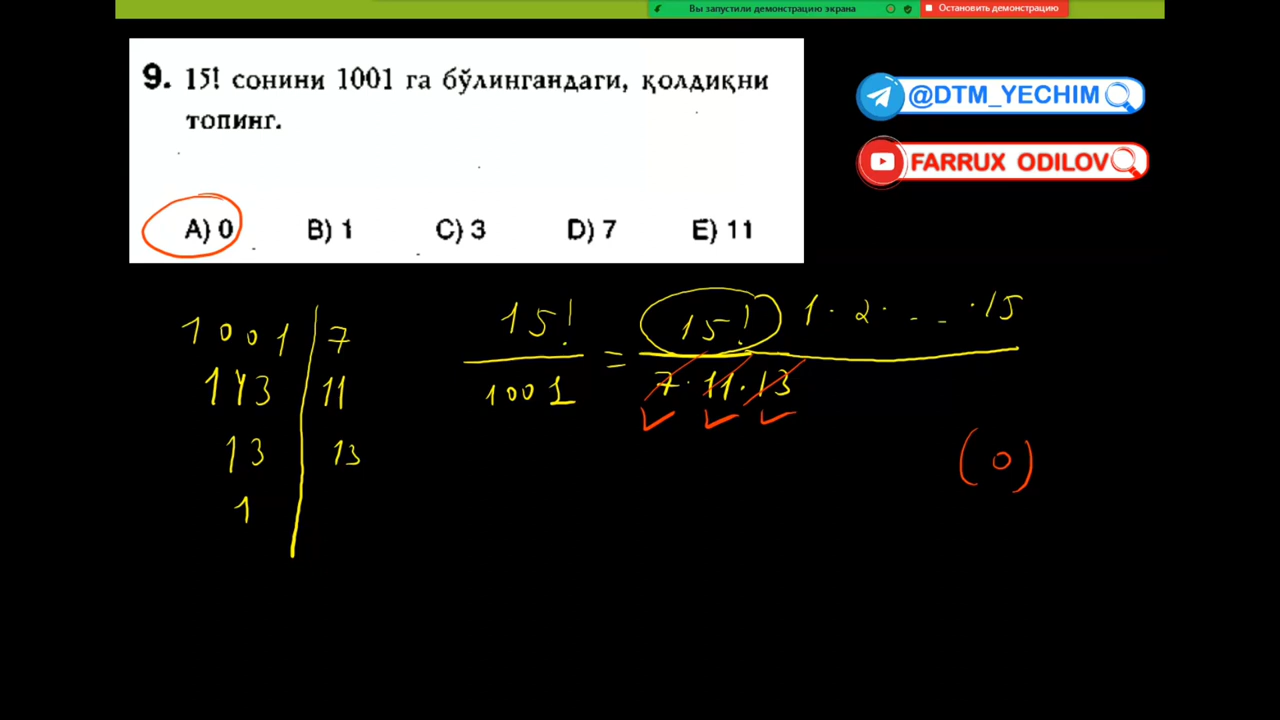 Вы запустили демонстрацию экрана
Остановить демонстрацию
9. 15! сонини 1001 га бўлингандаги, қолдиқни
топинг.
A) 0 B) 1 C) 3 D) 7 E) 11
@DTM_YECHIM
FARRUX ODILOV
1001 | 7
143 | 11
13 | 13
1
15! / 1001 = 15! 1 · 2 · . _ _ · 15 / 7 · 11 · 13
(0)